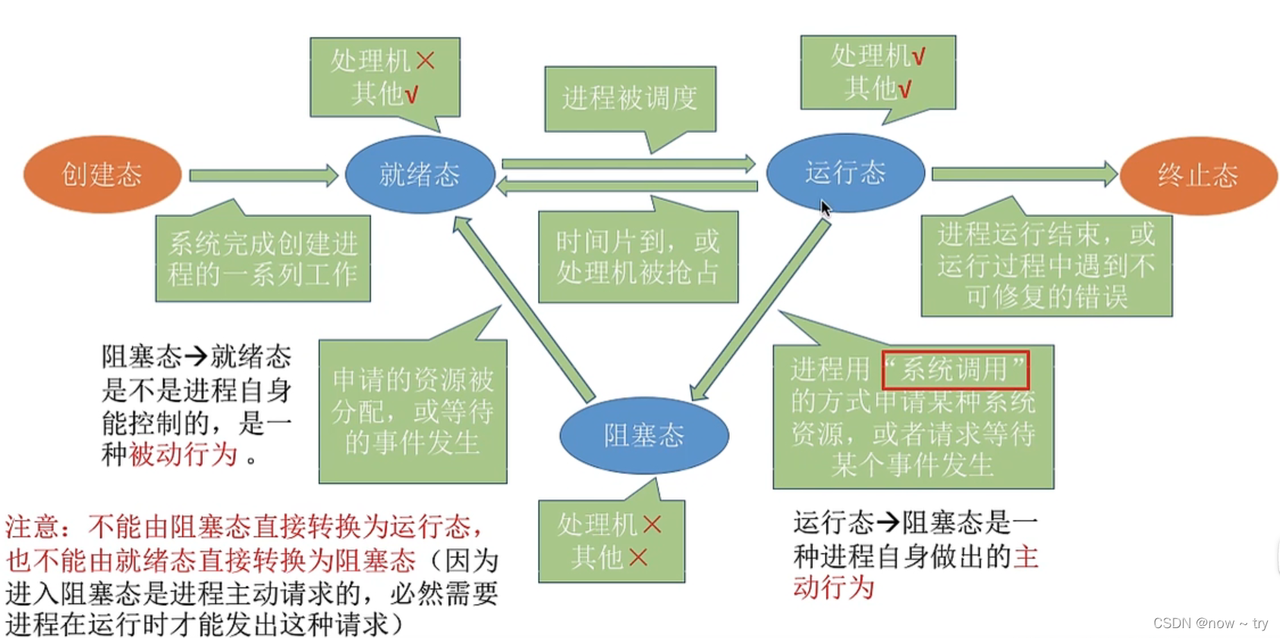 处理机×
其他√
进程被调度
处理机√
其他√
创建态
就绪态
运行态
终止态
系统完成创建进
程的一系列工作
时间片到，或
处理机被抢占
进程运行结束，或
运行过程中遇到不
可修复的错误
阻塞态→就绪态
是不是进程自身
能控制的，是一
种被动行为。
申请的资源被
分配，或等待
的事件发生
阻塞态
进程用“系统调用”
的方式申请某种系统
资源，或者请求等待
某个事件发生
处理机×
其他×
运行态→阻塞态是一
种进程自身做出的主
动行为
注意：不能由阻塞态直接转换为运行态，
也不能由就绪态直接转换为阻塞态（因为
进入阻塞态是进程主动请求的，必然需要
进程在运行时才能发出这种请求）
CSDN @now ~ try